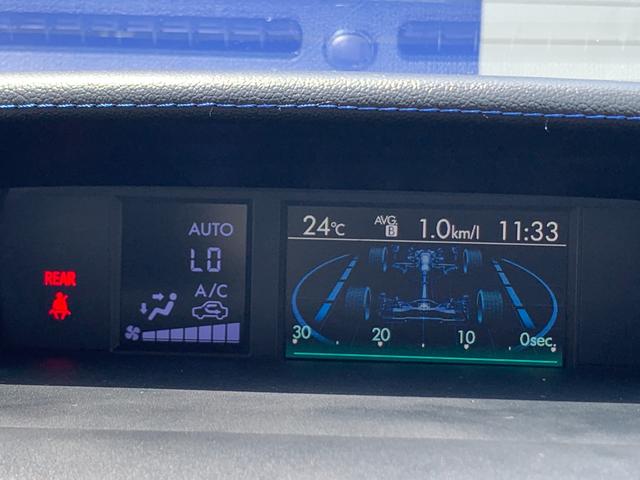 24°C AVG. B 1.0km/l 11:33
AUTO
LO
REAR
A/C
30 20 10 0sec.